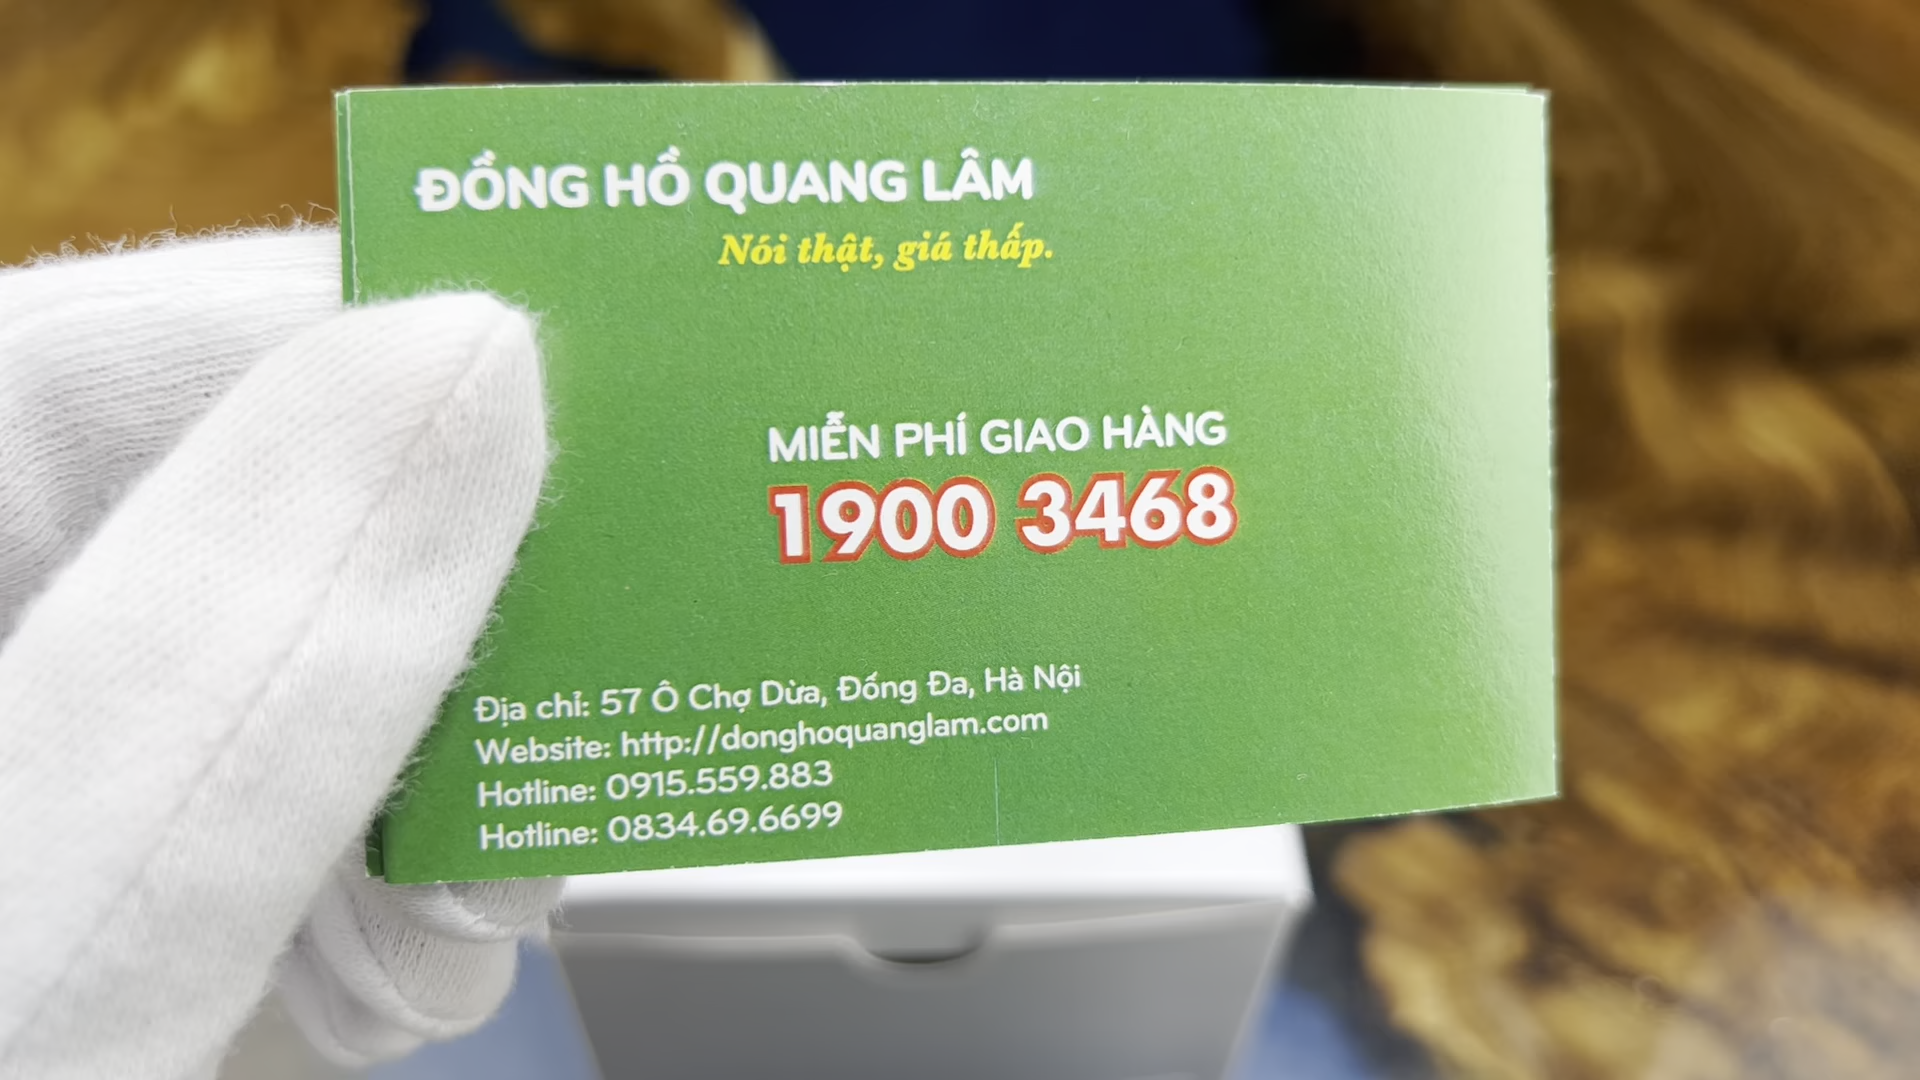 ĐỒNG HỒ QUANG LÂM
Nói thật, giá thấp.
MIỄN PHÍ GIAO HÀNG
1900 3468
Địa chỉ: 57 Ô Chợ Dừa, Đống Đa, Hà Nội
Website: http://donghoquanglam.com
Hotline: 0915.559.883
Hotline: 0834.69.6699